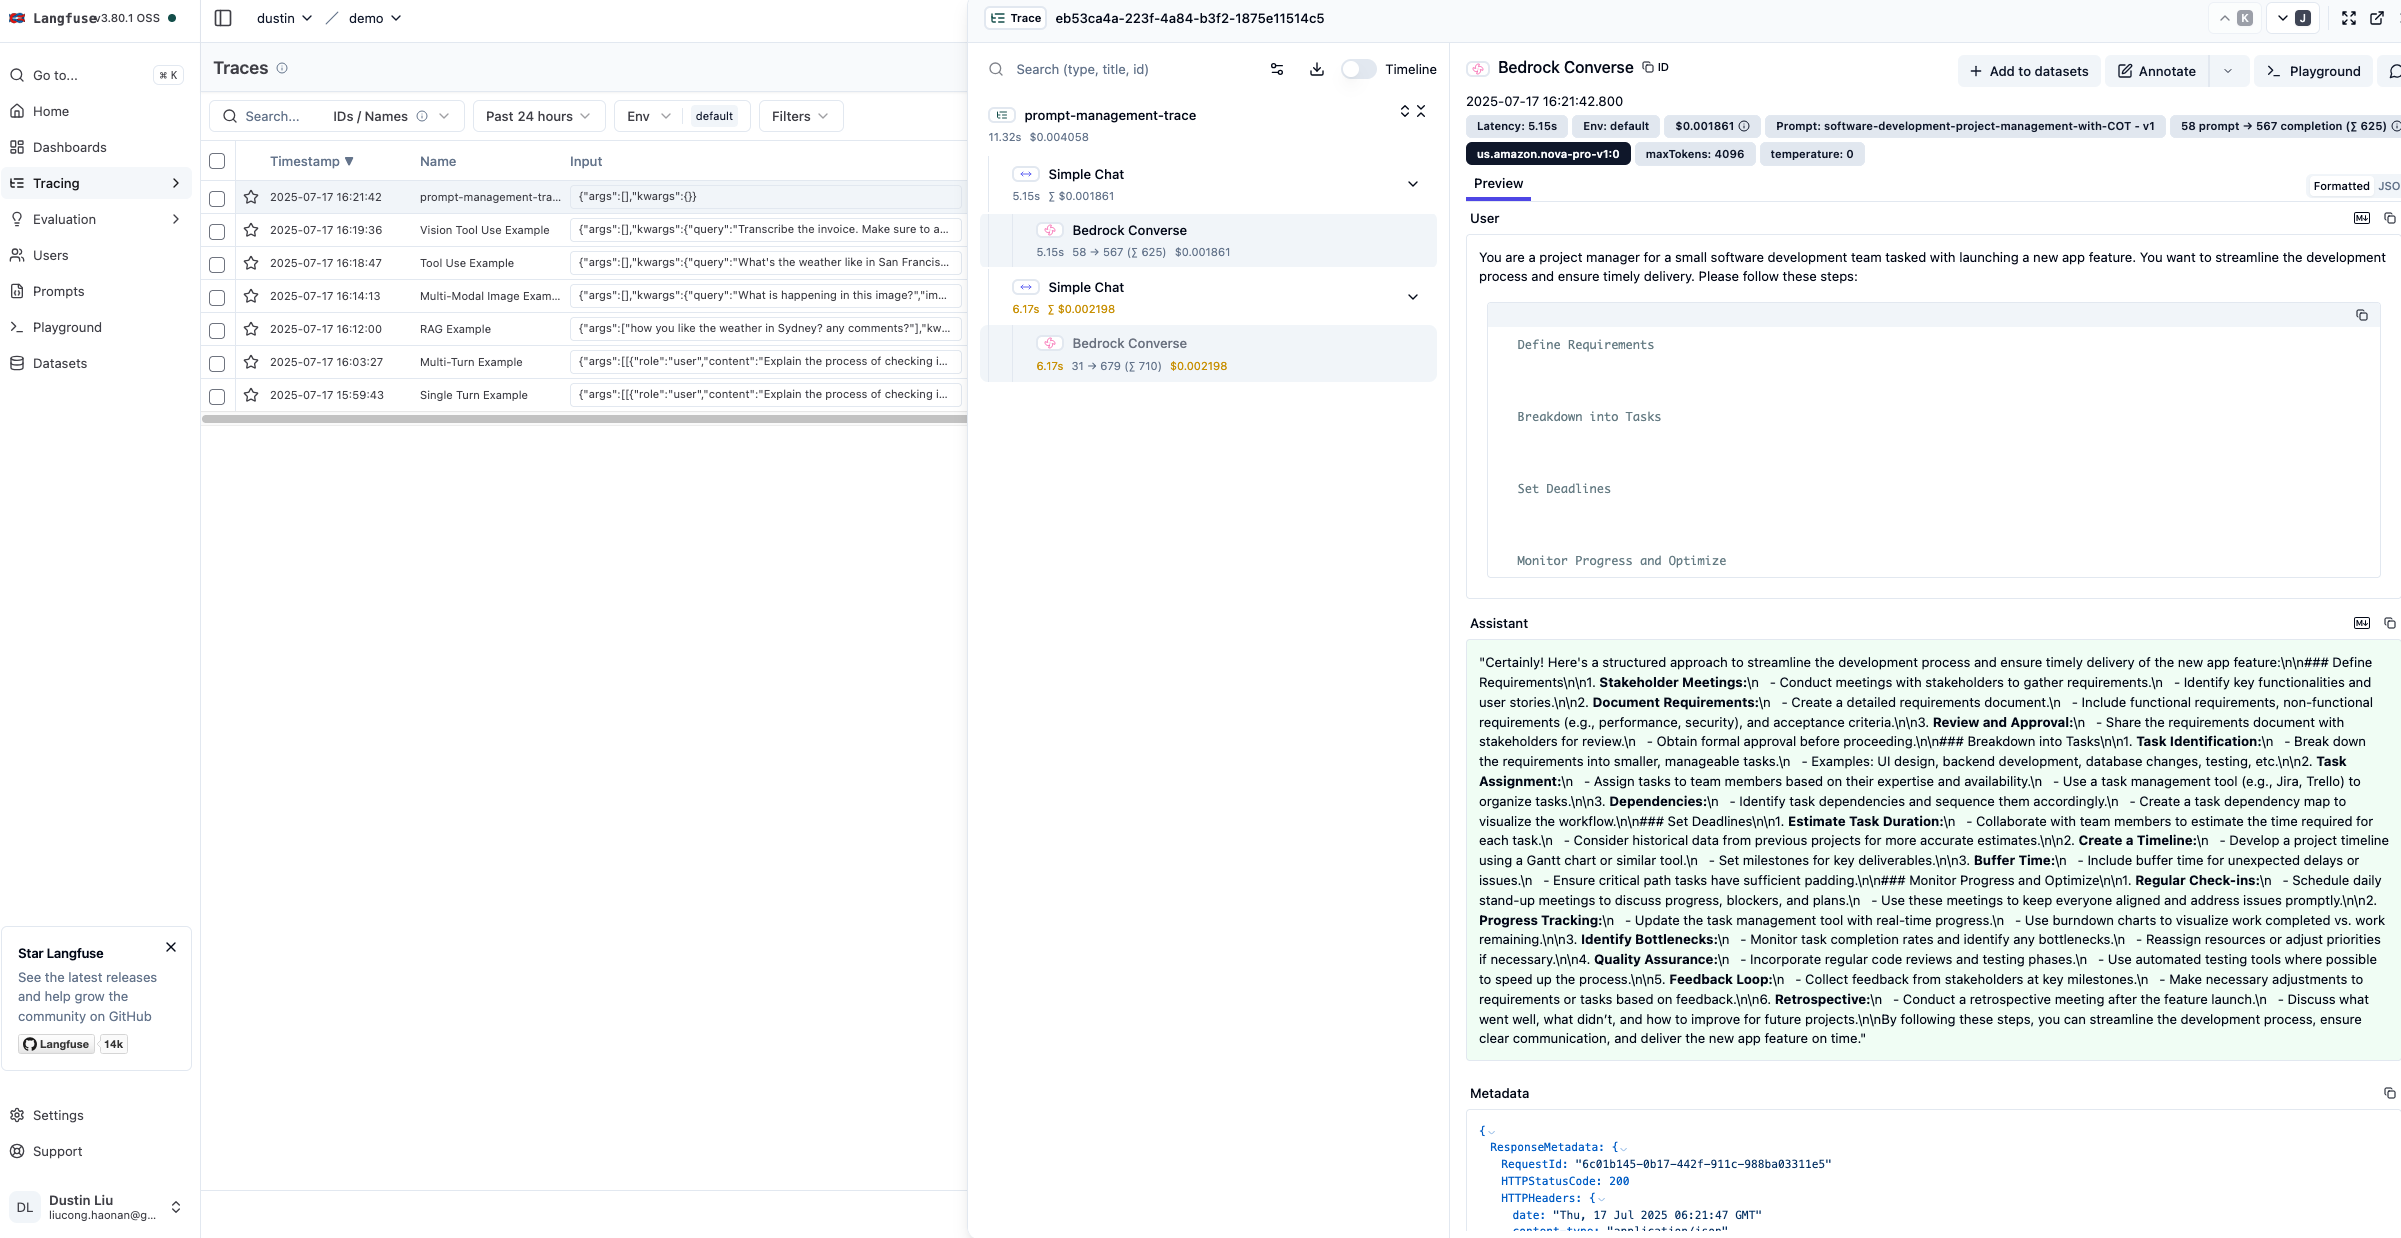 Langfuse v3.80.1 OSS
Go to... ⌘ K
Home
Dashboards
Tracing
Evaluation
Users
Prompts
Playground
Datasets
Star Langfuse
See the latest releases
and help grow the
community on GitHub
Langfuse 14k
Settings
Support
DL Dustin Liu
liucong.haonan@g...
dustin / demo
Traces
Search... IDs / Names Past 24 hours Env default Filters
Timestamp ▼ Name Input
2025-07-17 16:21:42 prompt-management-tra... {"args":[],"kwargs":{}}
2025-07-17 16:19:36 Vision Tool Use Example {"args":[],"kwargs":{"query":"Transcribe the invoice. Make sure to a...
2025-07-17 16:18:47 Tool Use Example {"args":[],"kwargs":{"query":"What's the weather like in San Francis...
2025-07-17 16:14:13 Multi-Modal Image Exam... {"args":[],"kwargs":{"query":"What is happening in this image?","im...
2025-07-17 16:12:00 RAG Example {"args":["how you like the weather in Sydney? any comments?"],"kw...
2025-07-17 16:03:27 Multi-Turn Example {"args":[[{"role":"user","content":"Explain the process of checking i...
2025-07-17 15:59:43 Single Turn Example {"args":[[{"role":"user","content":"Explain the process of checking i...
Trace eb53ca4a-223f-4a84-b3f2-1875e11514c5 K J
Search (type, title, id) Timeline
prompt-management-trace
11.32s $0.004058
Simple Chat
5.15s ∑ $0.001861
Bedrock Converse
5.15s 58 → 567 (∑ 625) $0.001861
Simple Chat
6.17s ∑ $0.002198
Bedrock Converse
6.17s 31 → 679 (∑ 710) $0.002198
Bedrock Converse ID
Add to datasets Annotate Playground
2025-07-17 16:21:42.800
Latency: 5.15s Env: default $0.001861 Prompt: software-development-project-management-with-COT - v1 58 prompt → 567 completion (∑ 625)
us.amazon.nova-pro-v1:0 maxTokens: 4096 temperature: 0
Preview Formatted JSO
User
You are a project manager for a small software development team tasked with launching a new app feature. You want to streamline the development
process and ensure timely delivery. Please follow these steps:
Define Requirements
Breakdown into Tasks
Set Deadlines
Monitor Progress and Optimize
Assistant
"Certainly! Here's a structured approach to streamline the development process and ensure timely delivery of the new app feature:\n\n### Define
Requirements\n\n1. Stakeholder Meetings:\n - Conduct meetings with stakeholders to gather requirements.\n - Identify key functionalities and
user stories.\n\n2. Document Requirements:\n - Create a detailed requirements document.\n - Include functional requirements, non-functional
requirements (e.g., performance, security), and acceptance criteria.\n\n3. Review and Approval:\n - Share the requirements document with
stakeholders for review.\n - Obtain formal approval before proceeding.\n\n### Breakdown into Tasks\n\n1. Task Identification:\n - Break down
the requirements into smaller, manageable tasks.\n - Examples: UI design, backend development, database changes, testing, etc.\n\n2. Task
Assignment:\n - Assign tasks to team members based on their expertise and availability.\n - Use a task management tool (e.g., Jira, Trello) to
organize tasks.\n\n3. Dependencies:\n - Identify task dependencies and sequence them accordingly.\n - Create a task dependency map to
visualize the workflow.\n\n### Set Deadlines\n\n1. Estimate Task Duration:\n - Collaborate with team members to estimate the time required for
each task.\n - Consider historical data from previous projects for more accurate estimates.\n\n2. Create a Timeline:\n - Develop a project timeline
using a Gantt chart or similar tool.\n - Set milestones for key deliverables.\n\n3. Buffer Time:\n - Include buffer time for unexpected delays or
issues.\n - Ensure critical path tasks have sufficient padding.\n\n### Monitor Progress and Optimize\n\n1. Regular Check-ins:\n - Schedule daily
stand-up meetings to discuss progress, blockers, and plans.\n - Use these meetings to keep everyone aligned and address issues promptly.\n\n2.
Progress Tracking:\n - Update the task management tool with real-time progress.\n - Use burndown charts to visualize work completed vs. work
remaining.\n\n3. Identify Bottlenecks:\n - Monitor task completion rates and identify any bottlenecks.\n - Reassign resources or adjust priorities
if necessary.\n\n4. Quality Assurance:\n - Incorporate regular code reviews and testing phases.\n - Use automated testing tools where possible
to speed up the process.\n\n5. Feedback Loop:\n - Collect feedback from stakeholders at key milestones.\n - Make necessary adjustments to
requirements or tasks based on feedback.\n\n6. Retrospective:\n - Conduct a retrospective meeting after the feature launch.\n - Discuss what
went well, what didn't, and how to improve for future projects.\n\nBy following these steps, you can streamline the development process, ensure
clear communication, and deliver the new app feature on time."
Metadata
{
ResponseMetadata: {
RequestId: "6c01b145-0b17-442f-911c-988ba03311e5"
HTTPStatusCode: 200
HTTPHeaders: {
date: "Thu, 17 Jul 2025 06:21:47 GMT"
content-type: "application/json"